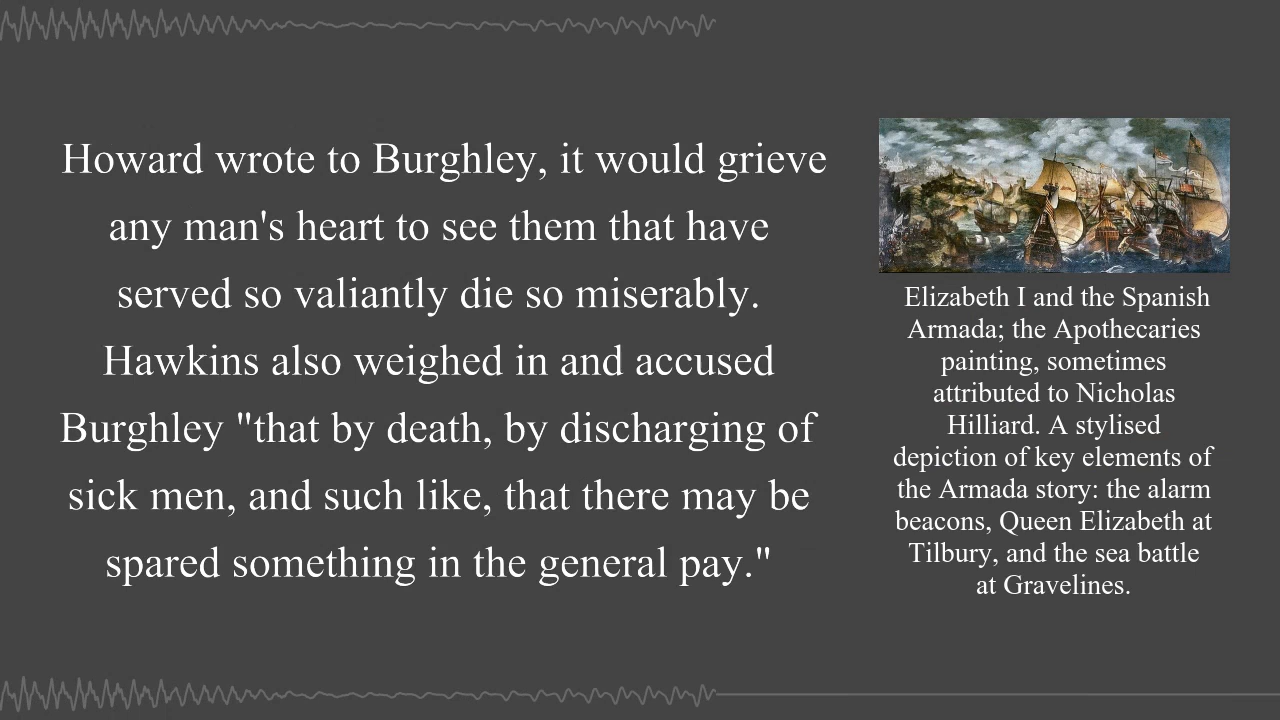 Howard wrote to Burghley, it would grieve
any man's heart to see them that have
served so valiantly die so miserably.
Hawkins also weighed in and accused
Burghley "that by death, by discharging of
sick men, and such like, that there may be
spared something in the general pay."
Elizabeth I and the Spanish
Armada; the Apothecaries
painting, sometimes
attributed to Nicholas
Hilliard. A stylised
depiction of key elements of
the Armada story: the alarm
beacons, Queen Elizabeth at
Tilbury, and the sea battle
at Gravelines.